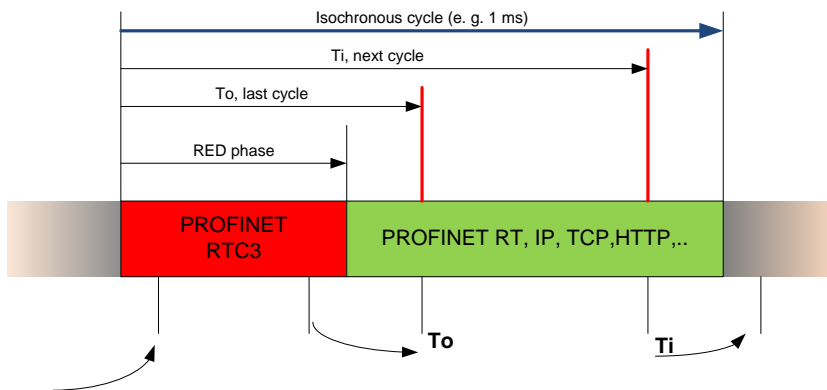 Isochronous cycle (e. g. 1 ms)
Ti, next cycle
To, last cycle
RED phase
PROFINET
RTC3
PROFINET RT, IP, TCP,HTTP,..
To
Ti